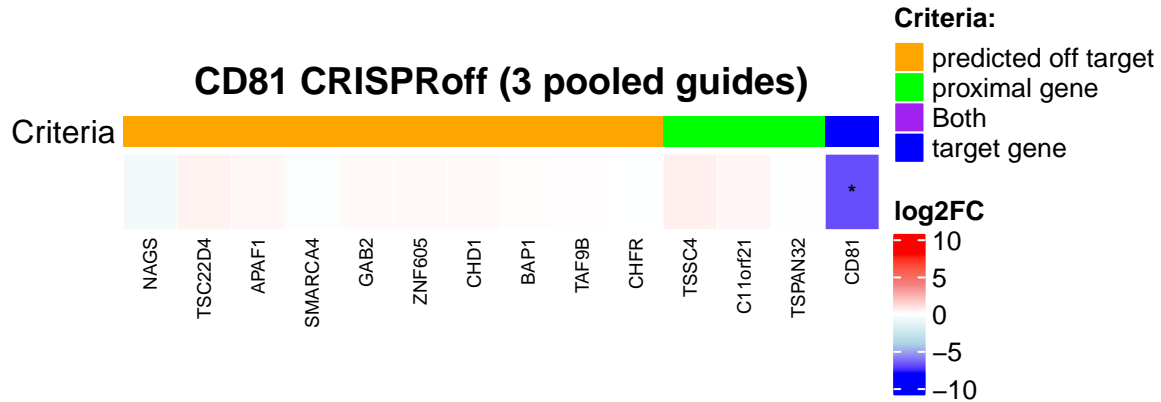 CD81 CRISPRoff (3 pooled guides)
Criteria
*
NAGS
TSC22D4
APAF1
SMARCA4
GAB2
ZNF605
CHD1
BAP1
TAF9B
CHFR
TSSC4
C11orf21
TSPAN32
CD81
Criteria:
predicted off target
proximal gene
Both
target gene
log2FC
10
5
0
−5
−10